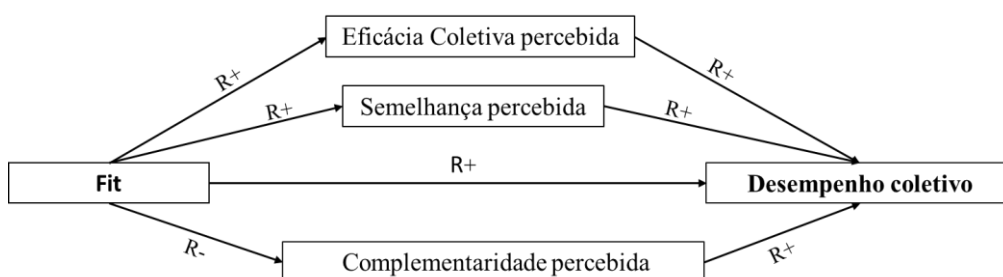 Eficácia Coletiva percebida
R+
R+
Semelhança percebida
R+
R+
R+
Fit
Desempenho coletivo
R-
R+
Complementaridade percebida